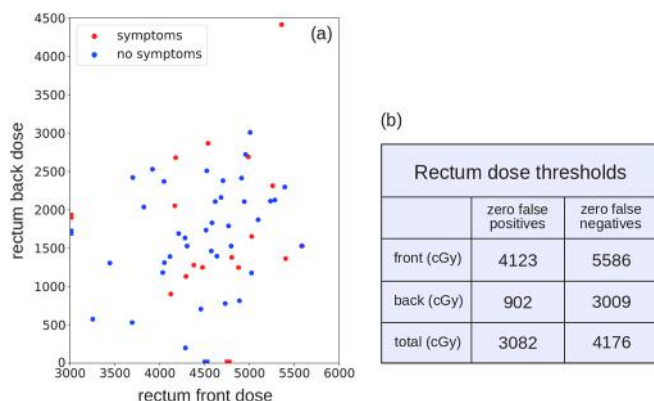 4500
4000
3500
3000
2500
2000
1500
1000
500
0
3000 3500 4000 4500 5000 5500 6000
rectum back dose
rectum front dose
symptoms
no symptoms
(a)
(b)
Rectum dose thresholds
zero false positives
zero false negatives
front (cGy) 4123 5586
back (cGy) 902 3009
total (cGy) 3082 4176